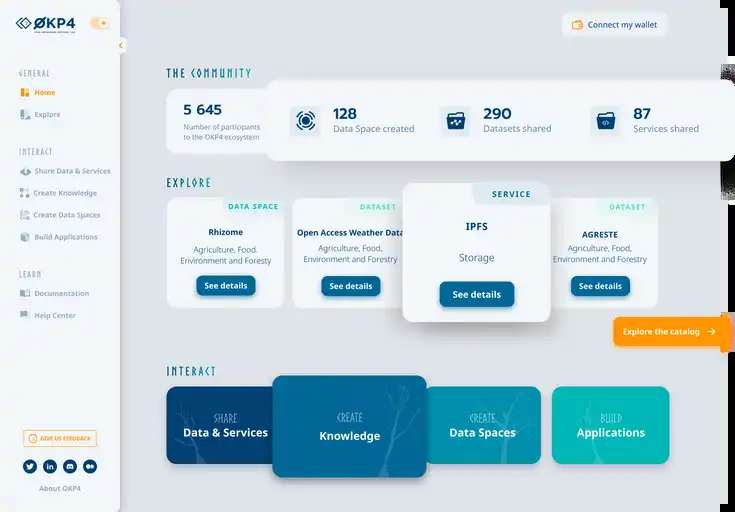 ØKP4
Connect my wallet
GENERAL
Home
Explore
INTERACT
Share Data & Services
Create Knowledge
Create Data Spaces
Build Applications
LEARN
Documentation
Help Center
GIVE US FEEDBACK
About OKP4
THE COMMUNITY
5 645
Number of participants
to the OKP4 ecosystem
128
Data Space created
290
Datasets shared
87
Services shared
EXPLORE
DATA SPACE
Rhizome
Agriculture, Food.
Environment and Foresty
See details
DATASET
Open Access Weather Data
Agriculture, Food,
Environment and Forestry
See details
SERVICE
IPFS
Storage
See details
DATASET
AGRESTE
Agriculture, Food,
Environment and Forestry
See details
Explore the catalog
INTERACT
SHARE
Data & Services
CREATE
Knowledge
CREATE
Data Spaces
BUILD
Applications